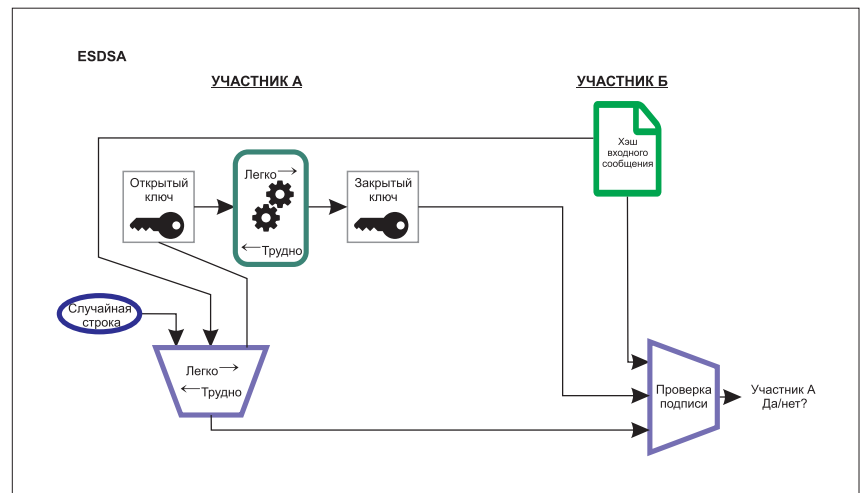 ESDSA
УЧАСТНИК А
УЧАСТНИК Б
Хэш
входного
сообщения
Открытый
ключ
Легко →
← Трудно
Закрытый
ключ
Случайная
строка
Легко →
← Трудно
Проверка
подписи
Участник А
Да/нет?